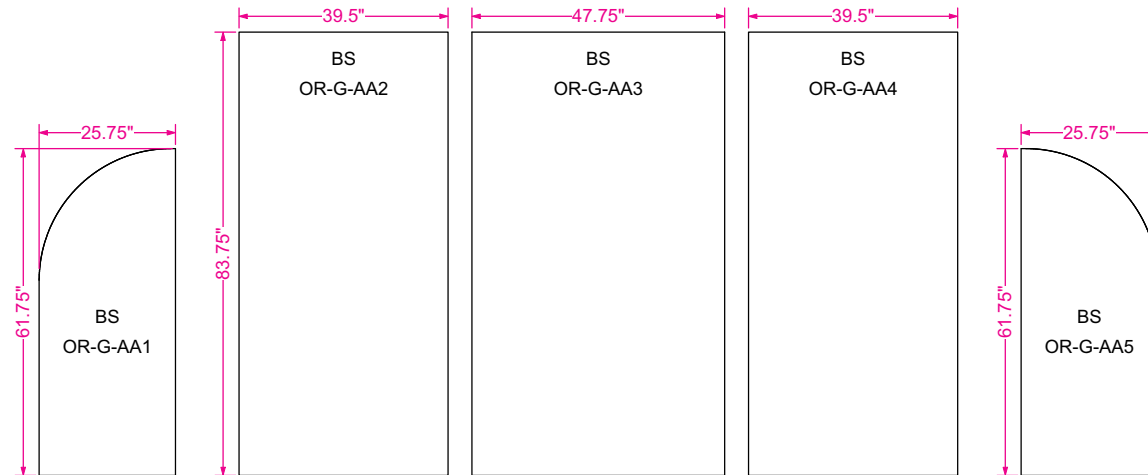 39.5"
47.75"
39.5"
BS
OR-G-AA2
BS
OR-G-AA3
BS
OR-G-AA4
25.75"
25.75"
83.75"
61.75"
61.75"
BS
OR-G-AA1
BS
OR-G-AA5